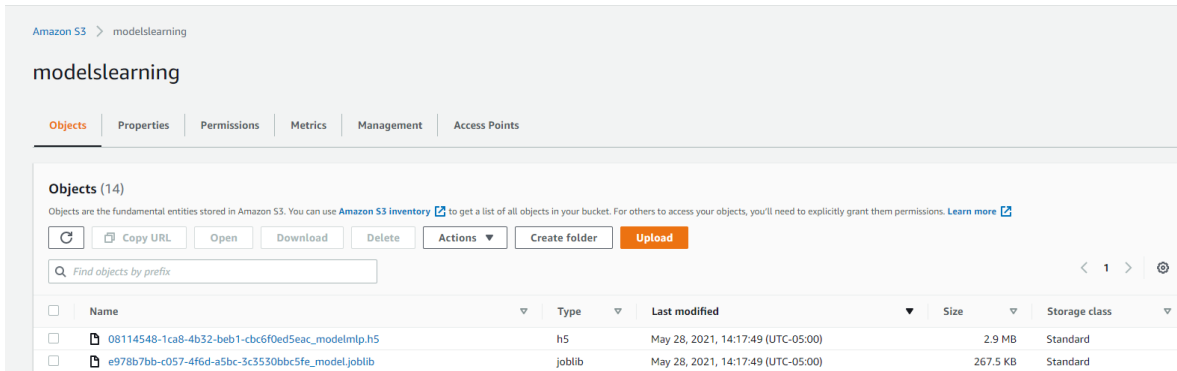 Amazon S3 > modelslearning
modelslearning
Objects Properties Permissions Metrics Management Access Points
Objects (14)
Objects are the fundamental entities stored in Amazon S3. You can use Amazon S3 inventory to get a list of all objects in your bucket. For others to access your objects, you'll need to explicitly grant them permissions. Learn more
Copy URL Open Download Delete Actions Create folder Upload
Find objects by prefix
< 1 >
Name Type Last modified Size Storage class
08114548-1ca8-4b32-beb1-cbc6f0ed5eac_modelmlp.h5 h5 May 28, 2021, 14:17:49 (UTC-05:00) 2.9 MB Standard
e978b7bb-c057-4f6d-a5bc-3c3530bbc5fe_model.joblib joblib May 28, 2021, 14:17:49 (UTC-05:00) 267.5 KB Standard